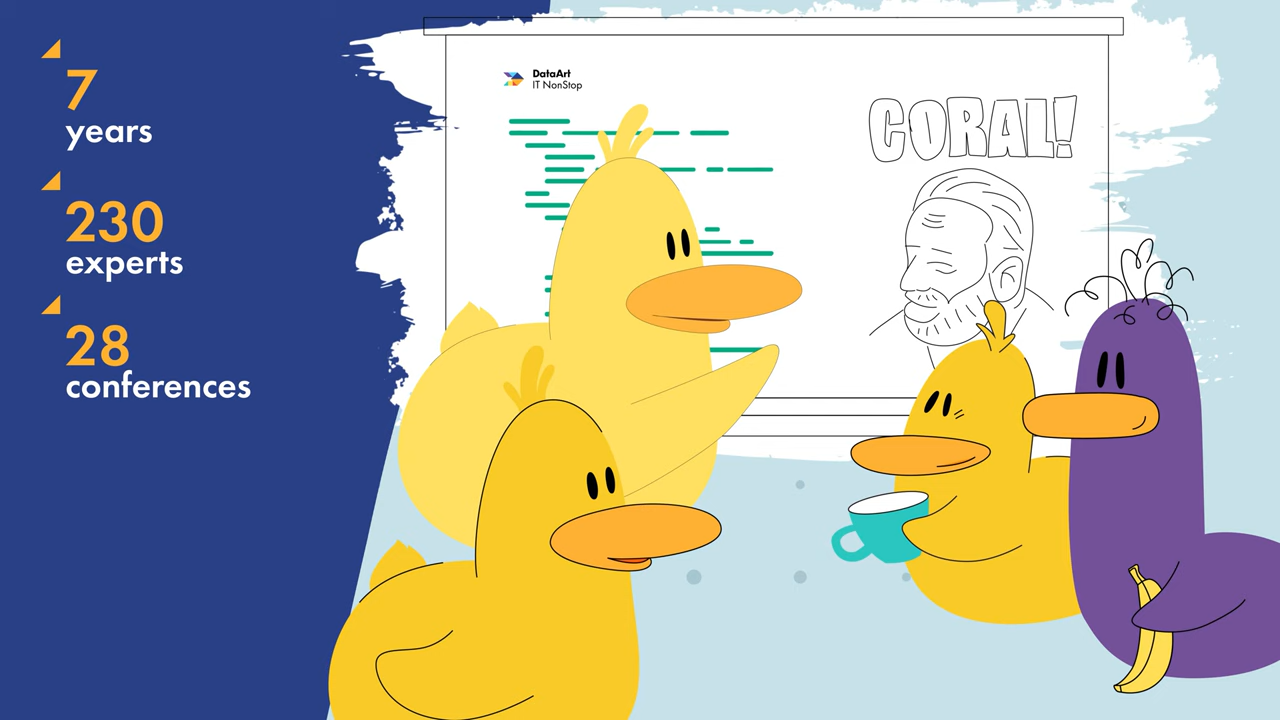 7
years
230
experts
28
conferences
DataArt
IT NonStop
CORAL!